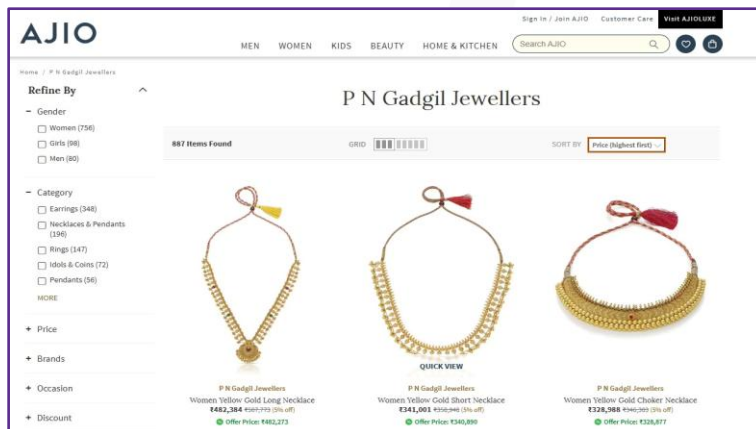 Sign In / Join AJIO Customer Care Visit AJIOLUXE
AJIO
MEN WOMEN KIDS BEAUTY HOME & KITCHEN Search AJIO
Home / P N Gadgil Jewellers
Refine By
P N Gadgil Jewellers
− Gender
Women (756)
Girls (98)
Men (80)
887 Items Found GRID SORT BY Price (highest first)
− Category
Earrings (348)
Necklaces & Pendants
(196)
Rings (147)
Idols & Coins (72)
Pendants (56)
MORE
+ Price
+ Brands
+ Occasion
+ Discount
QUICK VIEW
P N Gadgil Jewellers
Women Yellow Gold Long Necklace
₹482,384 (5% off)
Offer Price: ₹482,273
P N Gadgil Jewellers
Women Yellow Gold Short Necklace
₹341,001 (5% off)
Offer Price: ₹340,890
P N Gadgil Jewellers
Women Yellow Gold Choker Necklace
₹328,988 (5% off)
Offer Price: ₹328,877